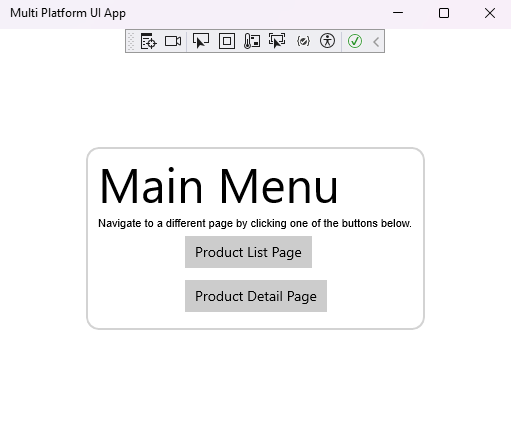 Multi Platform UI App
Main Menu
Navigate to a different page by clicking one of the buttons below.
Product List Page
Product Detail Page